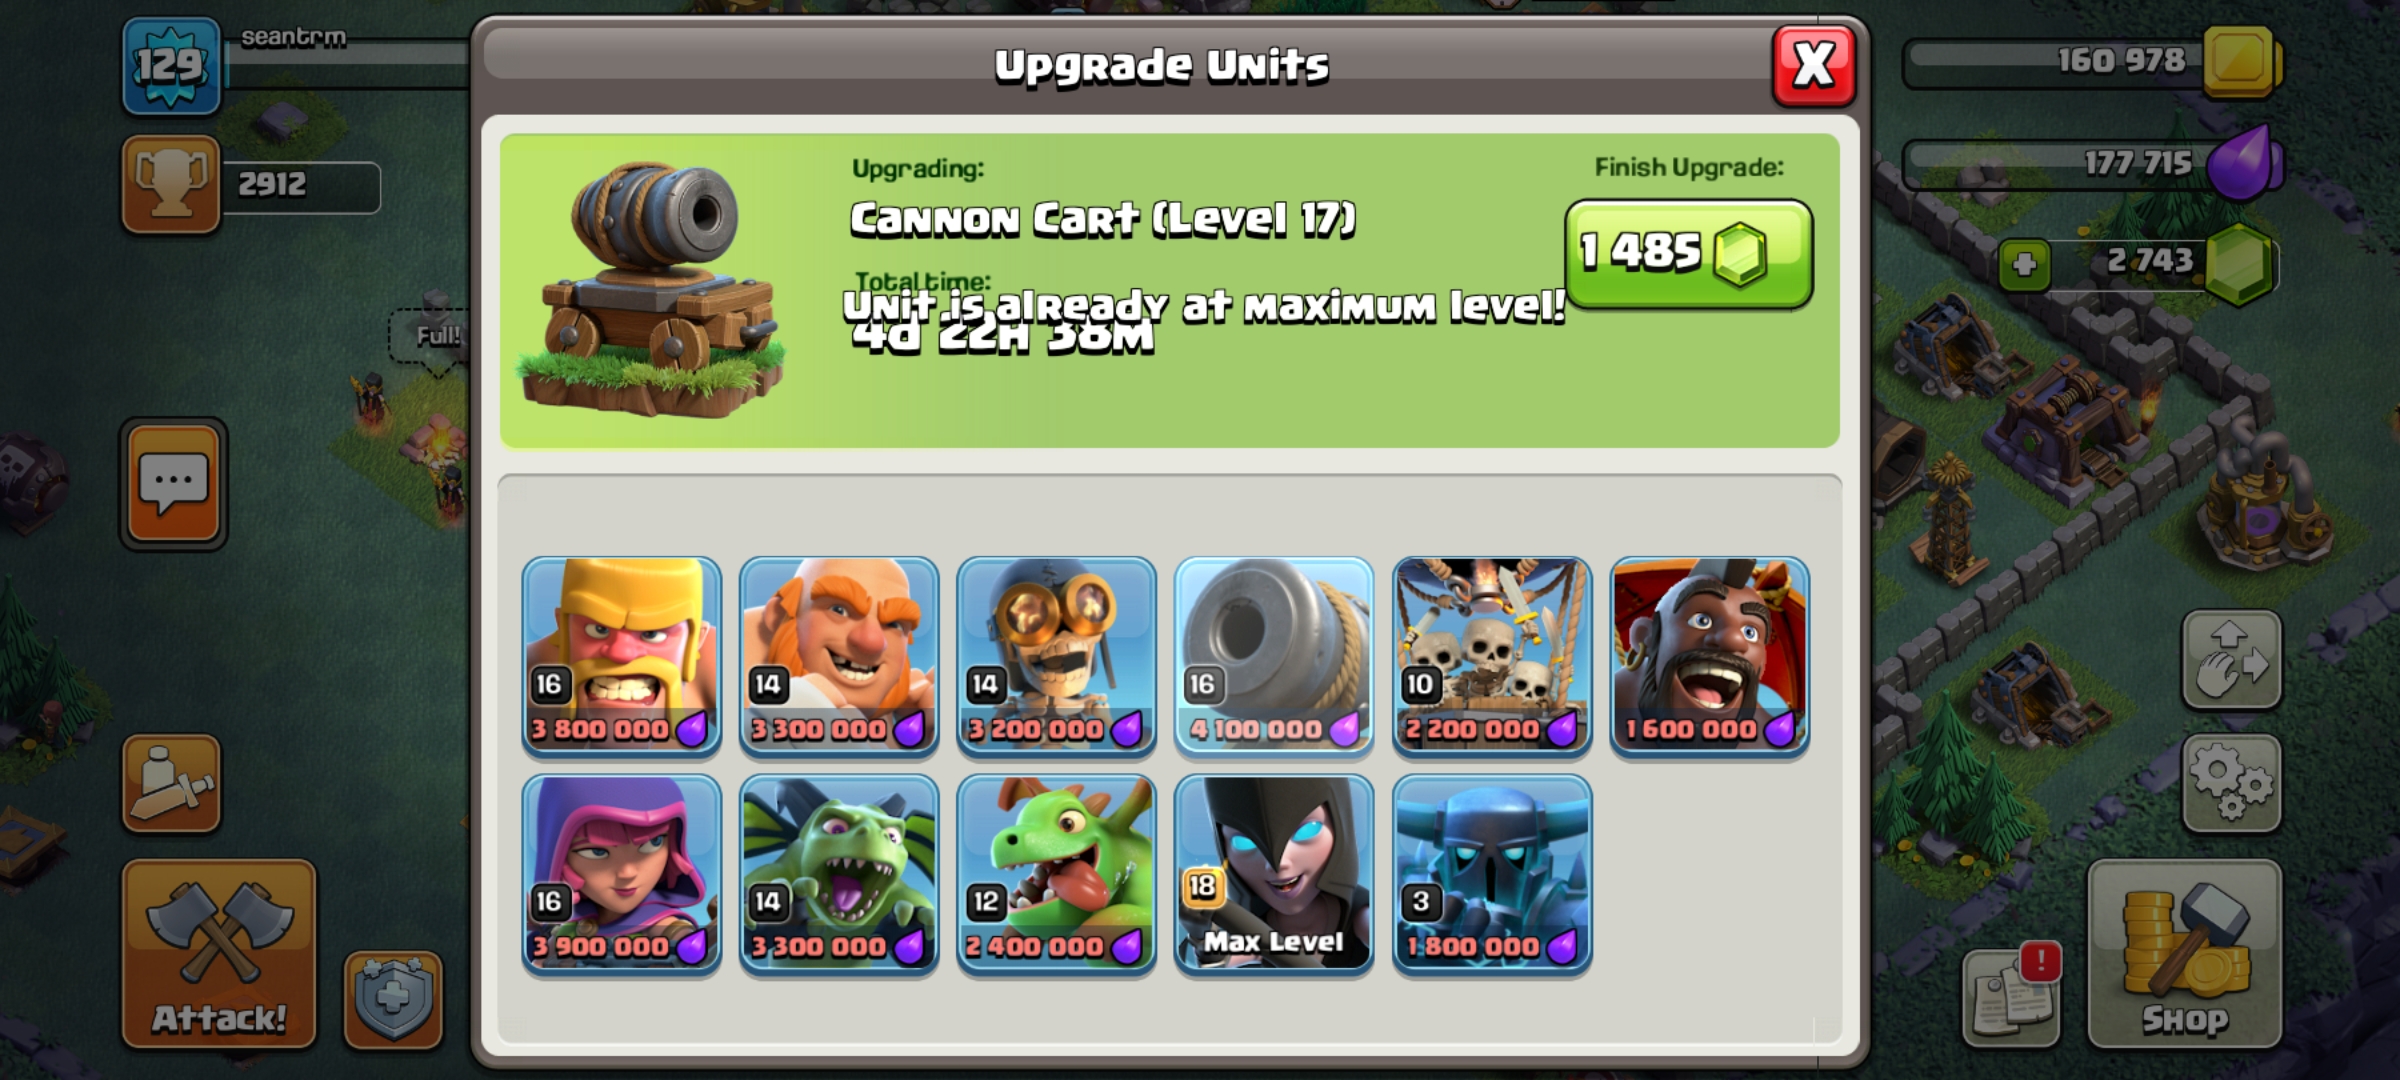 129
seantrm
2912
Upgrade Units
X
160 978
177 715
2 743
Upgrading:
Cannon Cart (Level 17)
Total time:
4d 22H 38M
Unit is already at maximum level!
Finish Upgrade:
1 485
Full!
16
3 800 000
14
3 300 000
14
3 200 000
16
4 100 000
10
2 200 000
1 600 000
16
3 900 000
14
3 300 000
12
2 400 000
18
Max Level
3
1 800 000
Attack!
!
Shop